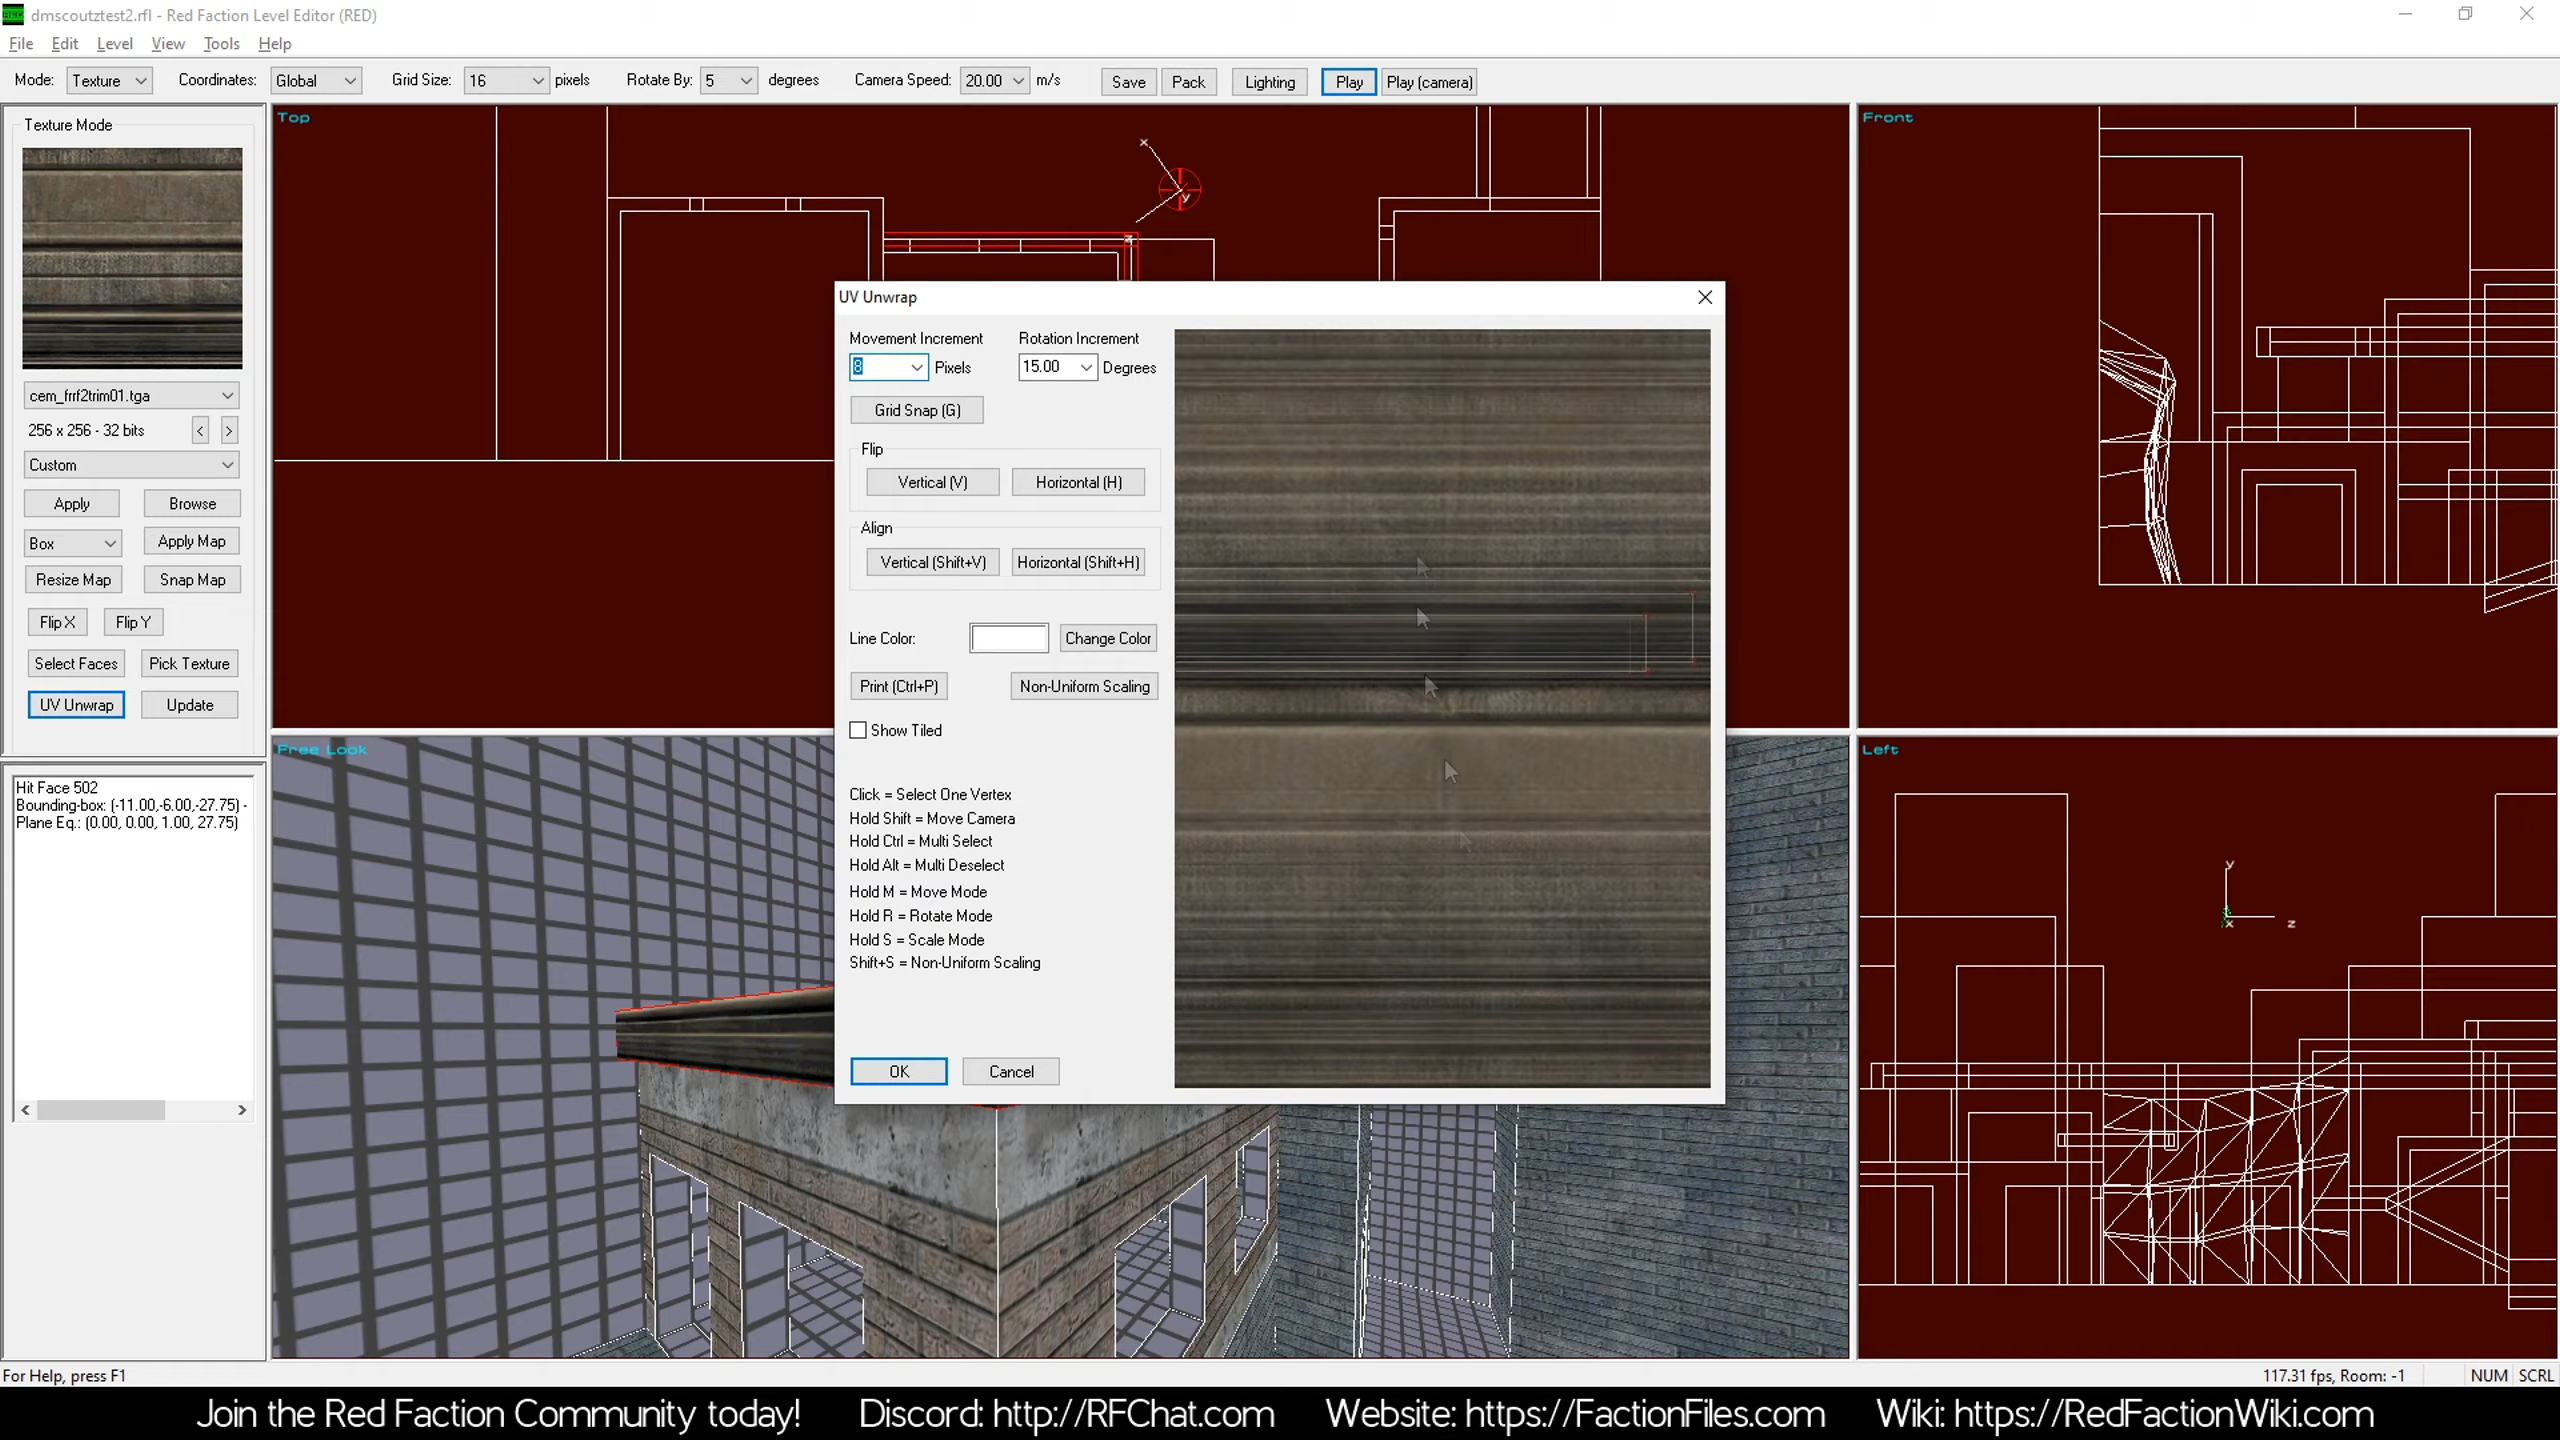 dmscoutztest2.rfl - Red Faction Level Editor (RED)
File Edit Level View Tools Help
Mode: Texture Coordinates: Global Grid Size: 16 pixels Rotate By: 5 degrees Camera Speed: 20.00 m/s Save Pack Lighting Play Play (camera)
Texture Mode
cem_frrf2trim01.tga
256 x 256 - 32 bits < >
Custom
Apply Browse
Box Apply Map
Resize Map Snap Map
Flip X Flip Y
Select Faces Pick Texture
UV Unwrap Update
Hit Face 502
Bounding-box: (-11.00,-6.00,-27.75) -
Plane Eq.: (0.00, 0.00, 1.00, 27.75)
Top
x
y
z
Front
UV Unwrap
Movement Increment Rotation Increment
8 Pixels 15.00 Degrees
Grid Snap (G)
Flip
Vertical (V) Horizontal (H)
Align
Vertical (Shift+V) Horizontal (Shift+H)
Line Color: Change Color
Print (Ctrl+P) Non-Uniform Scaling
Show Tiled
Click = Select One Vertex
Hold Shift = Move Camera
Hold Ctrl = Multi Select
Hold Alt = Multi Deselect
Hold M = Move Mode
Hold R = Rotate Mode
Hold S = Scale Mode
Shift+S = Non-Uniform Scaling
OK Cancel
Free Look
Left
y
x z
For Help, press F1 117.31 fps, Room: -1 NUM SCRL
Join the Red Faction Community today! Discord: http://RFChat.com Website: https://FactionFiles.com Wiki: https://RedFactionWiki.com